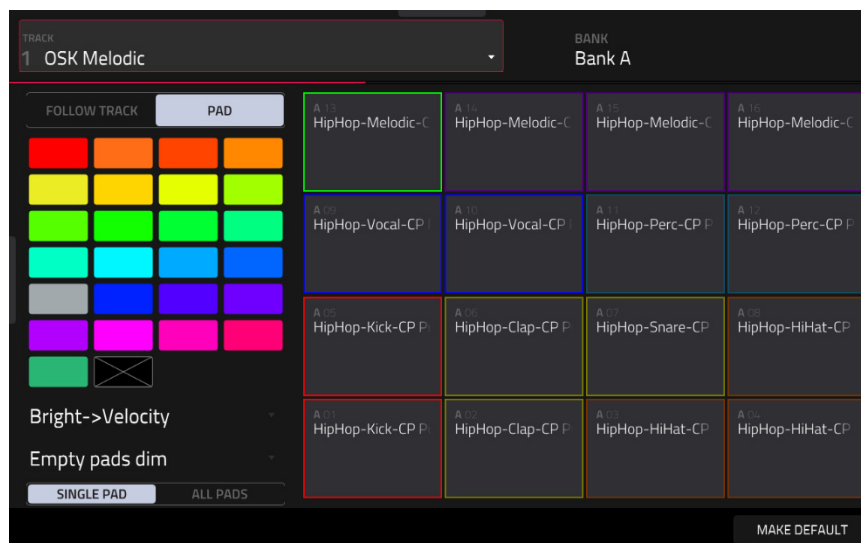 TRACK
1 OSK Melodic
BANK
Bank A
FOLLOW TRACK
PAD
A 13
HipHop-Melodic-C
A 14
HipHop-Melodic-C
A 15
HipHop-Melodic-C
A 16
HipHop-Melodic-C
A 09
HipHop-Vocal-CP
A 10
HipHop-Vocal-CP
A 11
HipHop-Perc-CP P
A 12
HipHop-Perc-CP P
A 05
HipHop-Kick-CP P
A 06
HipHop-Clap-CP P
A 07
HipHop-Snare-CP
A 08
HipHop-HiHat-CP
A 01
HipHop-Kick-CP P
A 02
HipHop-Clap-CP P
A 03
HipHop-HiHat-CP
A 04
HipHop-HiHat-CP
Bright->Velocity
Empty pads dim
SINGLE PAD
ALL PADS
MAKE DEFAULT